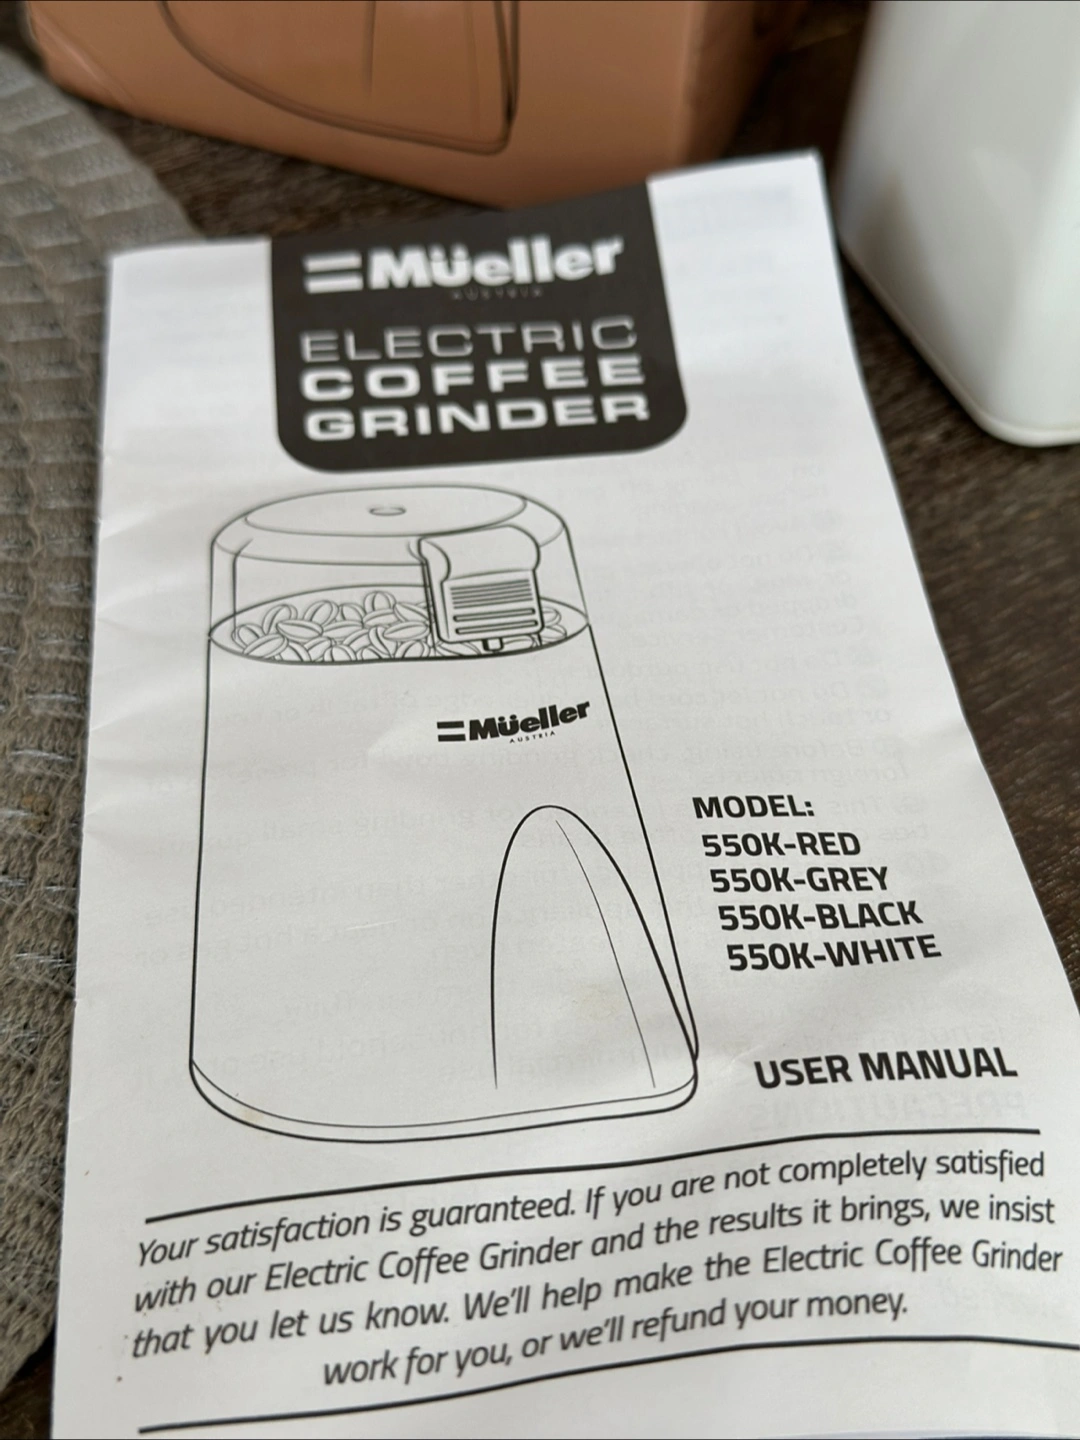 Mueller
AUSTRIA
ELECTRIC
COFFEE
GRINDER
Mueller
AUSTRIA
MODEL:
550K-RED
550K-GREY
550K-BLACK
550K-WHITE
USER MANUAL
Your satisfaction is guaranteed. If you are not completely satisfied
with our Electric Coffee Grinder and the results it brings, we insist
that you let us know. We'll help make the Electric Coffee Grinder
work for you, or we'll refund your money.